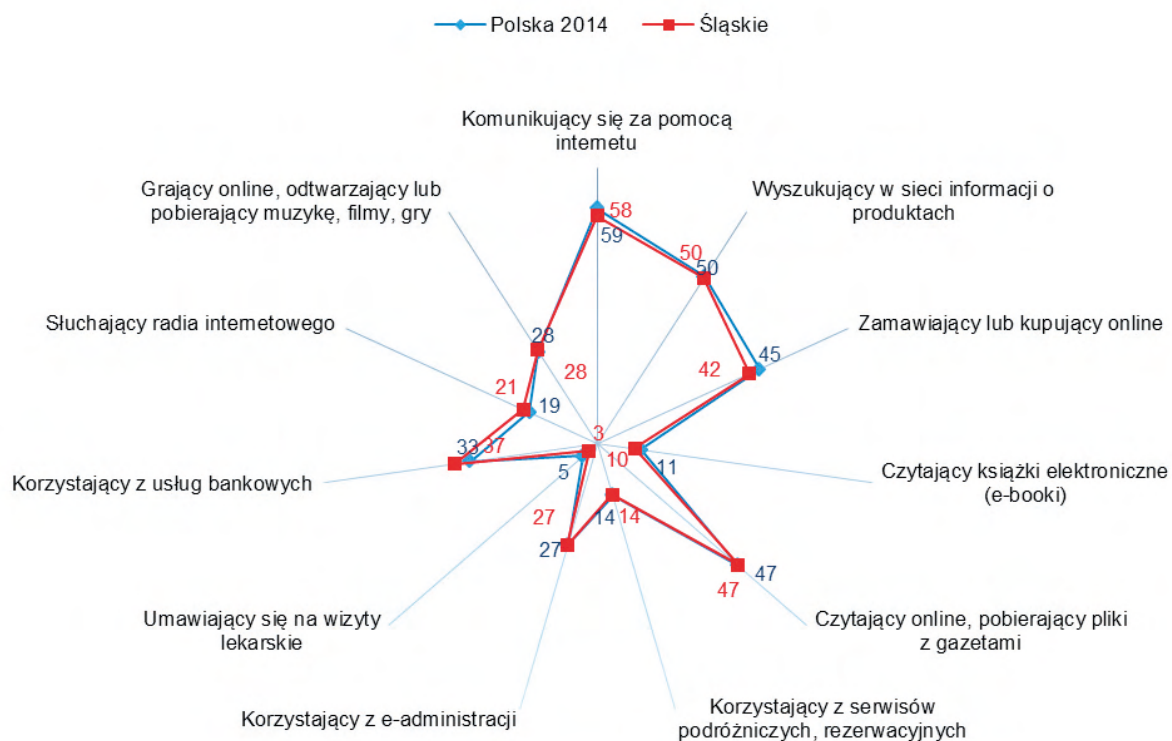 Polska 2014 Śląskie
Komunikujący się za pomocą
internetu
Grający online, odtwarzający lub
pobierający muzykę, filmy, gry
Wyszukujący w sieci informacji o
produktach
58
59
50
50
Słuchający radia internetowego
Zamawiający lub kupujący online
28
28
45
42
21
19
33
37
3
10
11
5
Korzystający z usług bankowych
Czytający książki elektroniczne
(e-booki)
27
27
14
14
47
47
Umawiający się na wizyty
lekarskie
Czytający online, pobierający pliki
z gazetami
Korzystający z e-administracji
Korzystający z serwisów
podróżniczych, rezerwacyjnych